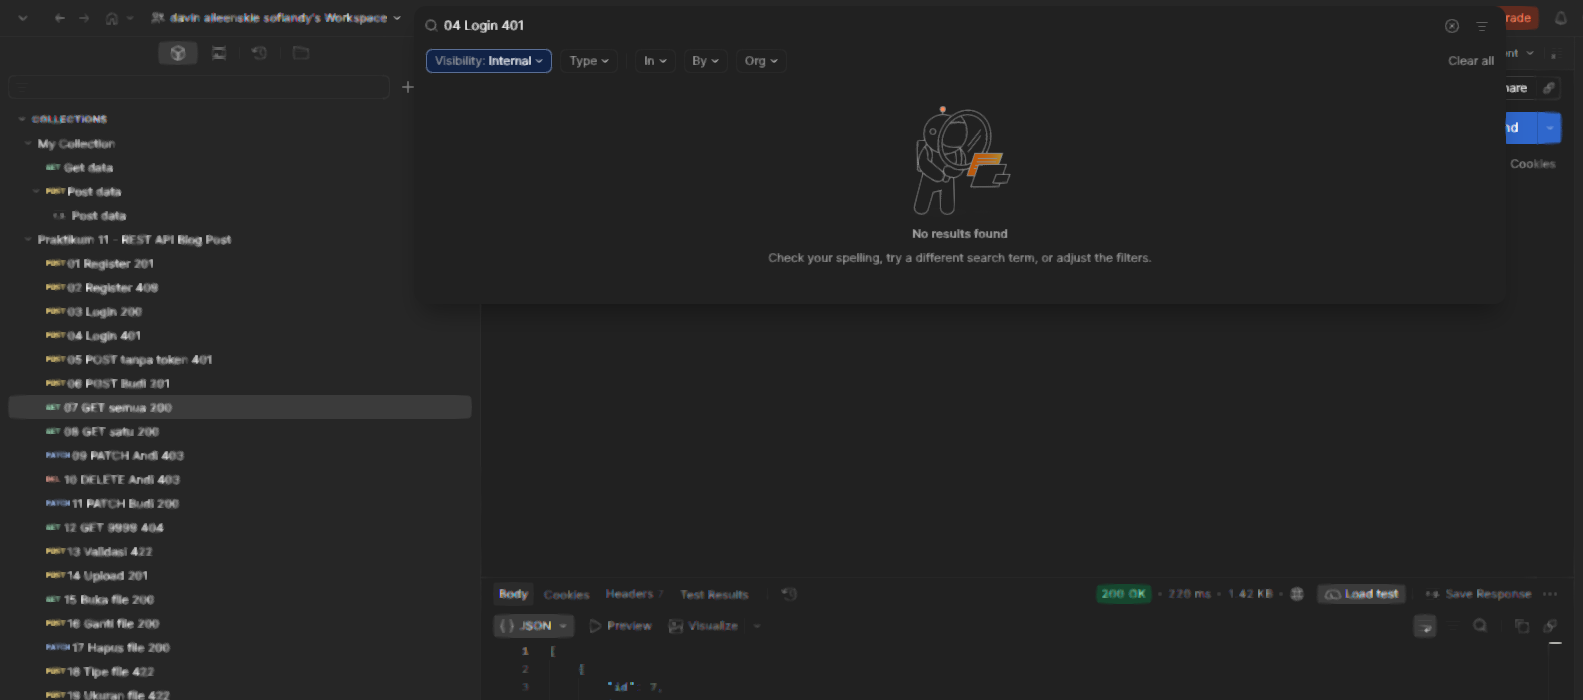 davin alleenskie sofiandy's Workspace
04 Login 401
Visibility: Internal
Type
In
By
Org
Clear all
Cookies
COLLECTIONS
My Collection
GET Get data
POST Post data
e.g. Post data
Praktikum 11 - REST API Blog Post
POST 01 Register 201
POST 02 Register 409
POST 03 Login 200
POST 04 Login 401
POST 05 POST tanpa token 401
POST 06 POST Budi 201
GET 07 GET semua 200
GET 08 GET satu 200
PATCH 09 PATCH Andi 403
DEL 10 DELETE Andi 403
PATCH 11 PATCH Budi 200
GET 12 GET 9999 404
POST 13 Validasi 422
POST 14 Upload 201
GET 15 Buka file 200
POST 16 Ganti file 200
PATCH 17 Hapus file 200
POST 18 Tipe file 422
POST 19 Ukuran file 422
No results found
Check your spelling, try a different search term, or adjust the filters.
Body
Cookies
Headers 7
Test Results
200 OK • 220 ms • 1.42 KB •
Load test
e.g. Save Response
{ } JSON
Preview
Visualize
1 [
2 {
3 "id": 7,